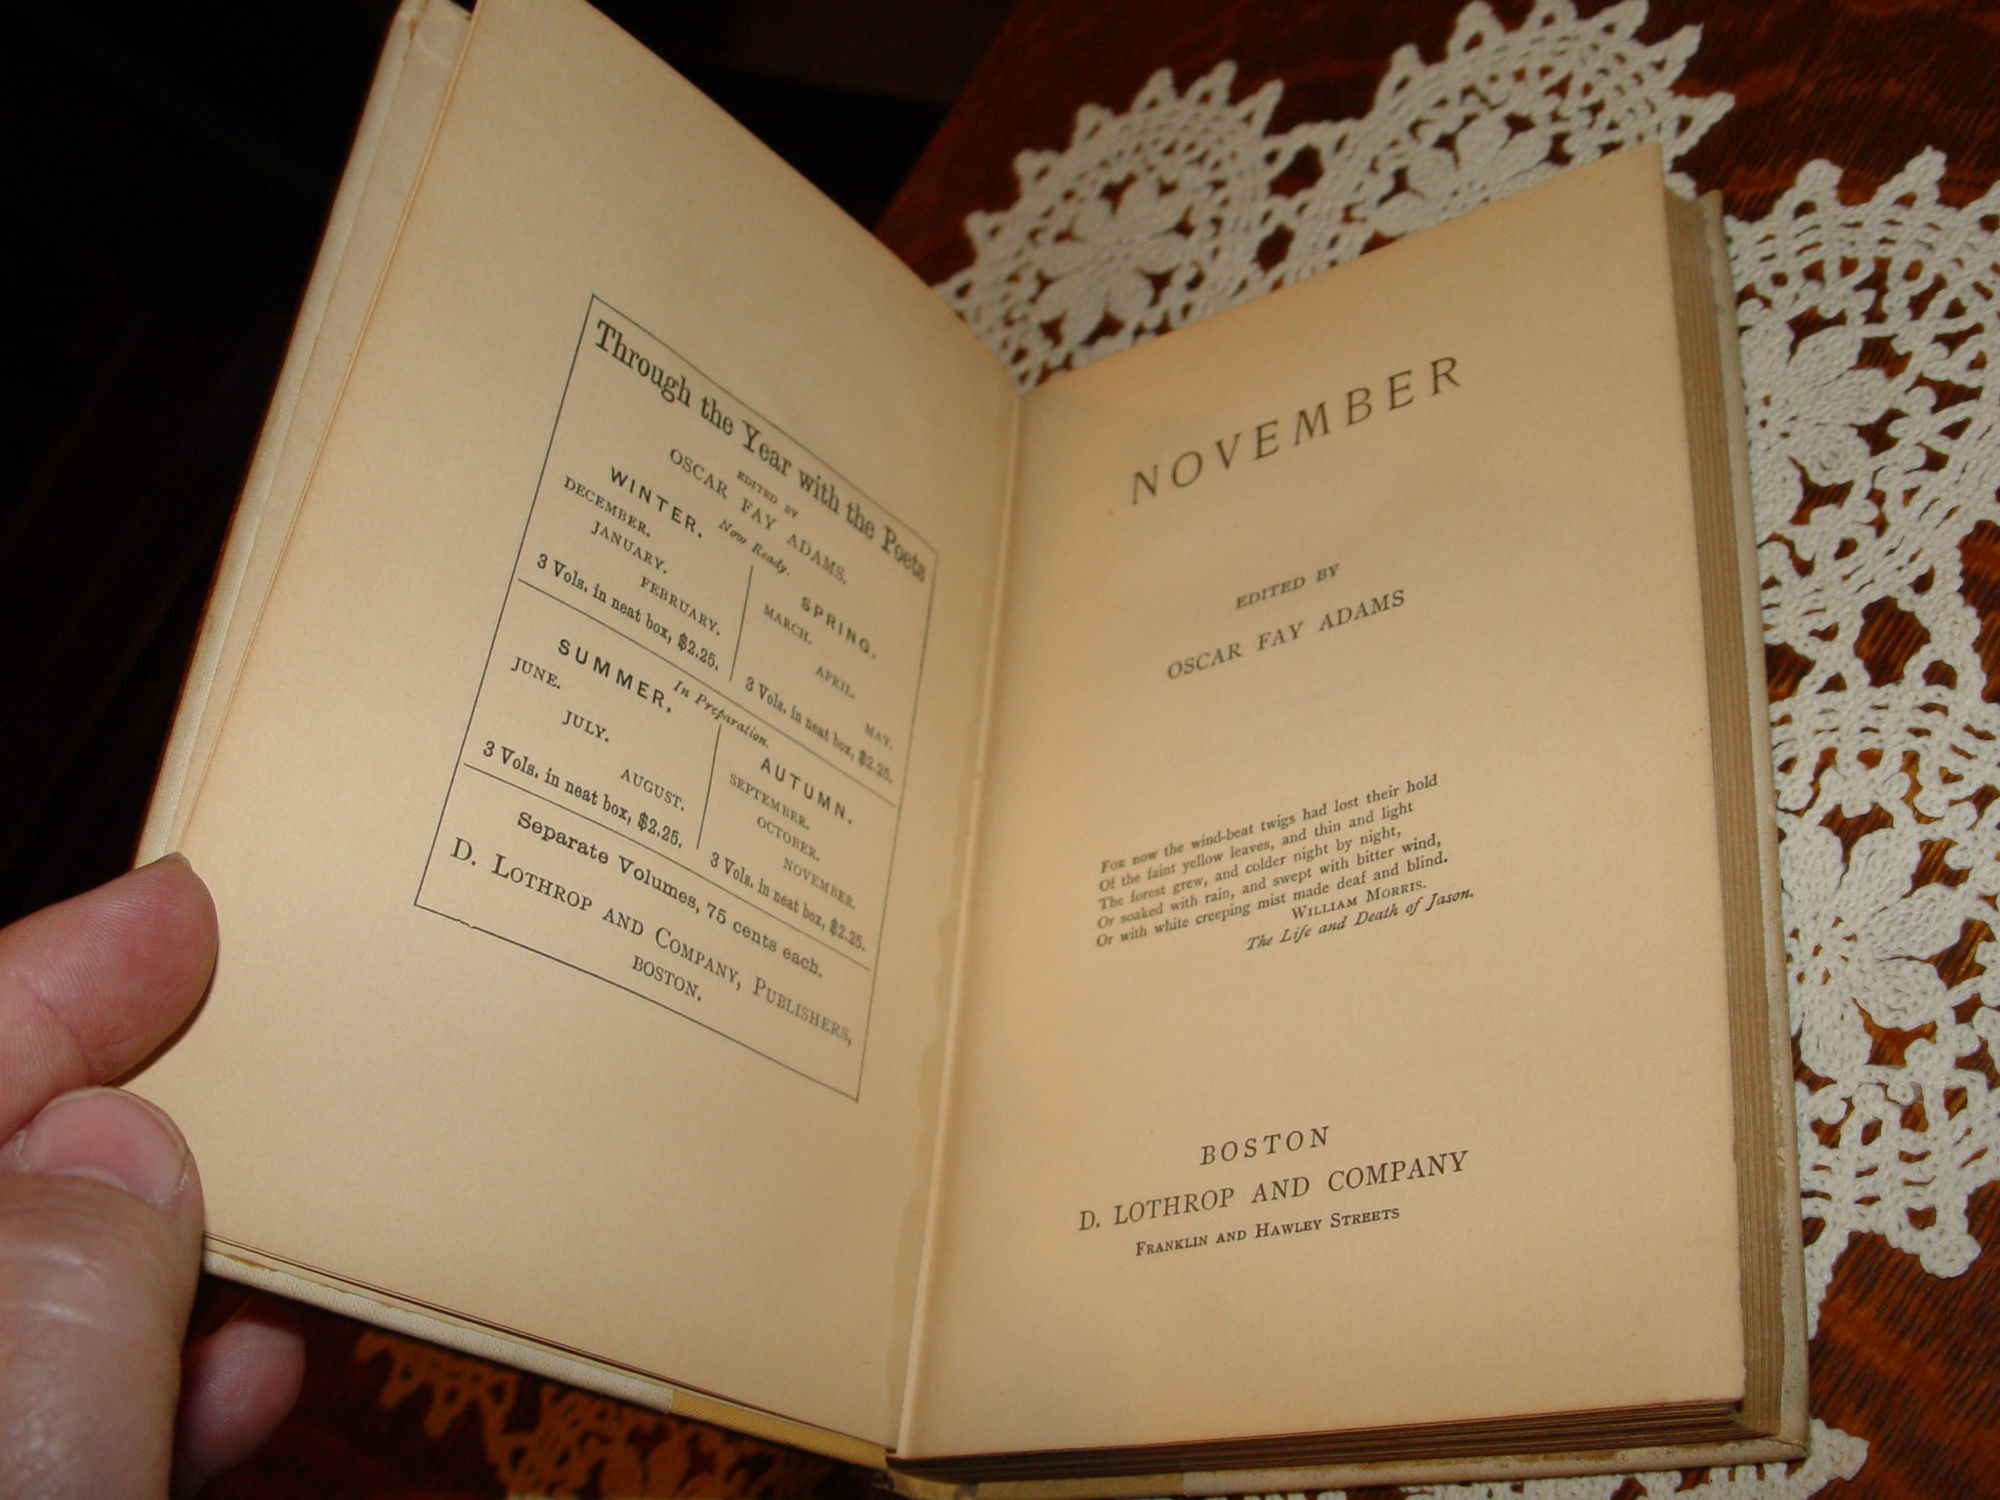 Through the Year with the Poets
EDITED BY
OSCAR FAY ADAMS.
Now Ready.
WINTER.
DECEMBER.
JANUARY.
FEBRUARY.
3 Vols. in neat box, $2.25.
SPRING.
MARCH.
APRIL.
MAY.
3 Vols. in neat box, $2.25.
In Preparation.
SUMMER.
JUNE.
JULY.
AUGUST.
3 Vols. in neat box, $2.25.
AUTUMN.
SEPTEMBER.
OCTOBER.
NOVEMBER.
3 Vols. in neat box, $2.25.
Separate Volumes, 75 cents each.
D. LOTHROP AND COMPANY, PUBLISHERS,
BOSTON.
NOVEMBER
EDITED BY
OSCAR FAY ADAMS
FOR now the wind-beat twigs had lost their hold
Of the faint yellow leaves, and thin and light
The forest grew, and colder night by night,
Or soaked with rain, and swept with bitter wind,
Or with white creeping mist made deaf and blind.
WILLIAM MORRIS.
The Life and Death of Jason.
BOSTON
D. LOTHROP AND COMPANY
FRANKLIN AND HAWLEY STREETS